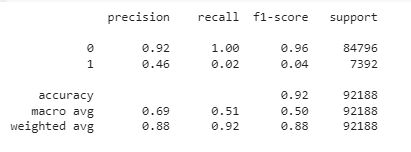 precision recall f1-score support
0 0.92 1.00 0.96 84796
1 0.46 0.02 0.04 7392
accuracy 0.92 92188
macro avg 0.69 0.51 0.50 92188
weighted avg 0.88 0.92 0.88 92188